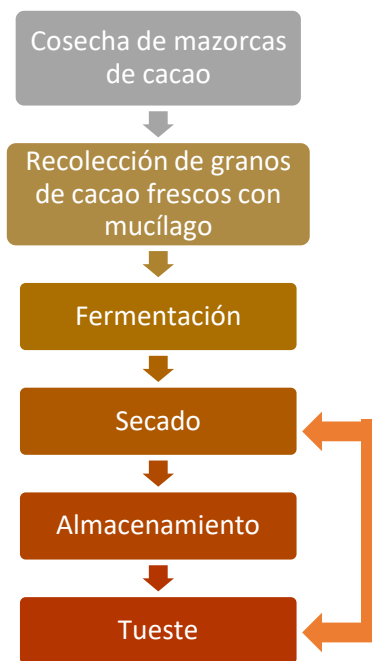 Cosecha de mazorcas
de cacao
Recolección de granos
de cacao frescos con
mucílago
Fermentación
Secado
Almacenamiento
Tueste